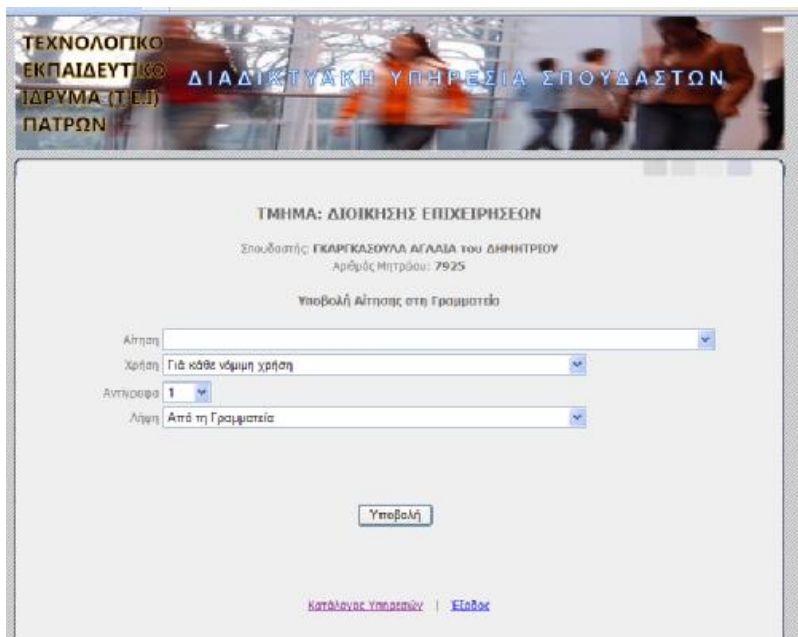 ΤΕΧΝΟΛΟΓΙΚΟ
ΕΚΠΑΙΔΕΥΤΙΚΟ
ΙΔΡΥΜΑ (Τ.Ε.Ι)
ΠΑΤΡΩΝ
ΔΙΑΔΙΚΤΥΑΚΗ ΥΠΗΡΕΣΙΑ ΣΠΟΥΔΑΣΤΩΝ
ΤΜΗΜΑ: ΔΙΟΙΚΗΣΗΣ ΕΠΙΧΕΙΡΗΣΕΩΝ
Σπουδαστής: ΓΚΑΡΓΚΑΣΟΥΛΑ ΑΓΛΑΙΑ του ΔΗΜΗΤΡΙΟΥ
Αριθμός Μητρώου: 7925
Υποβολή Αίτησης στη Γραμματεία
Αίτηση
Χρήση Γιά κάθε νόμιμη χρήση
Αντίγραφα 1
Λήψη Από τη Γραμματεία
Υποβολή
Κατάλογος Υπηρεσιών | Έξοδος